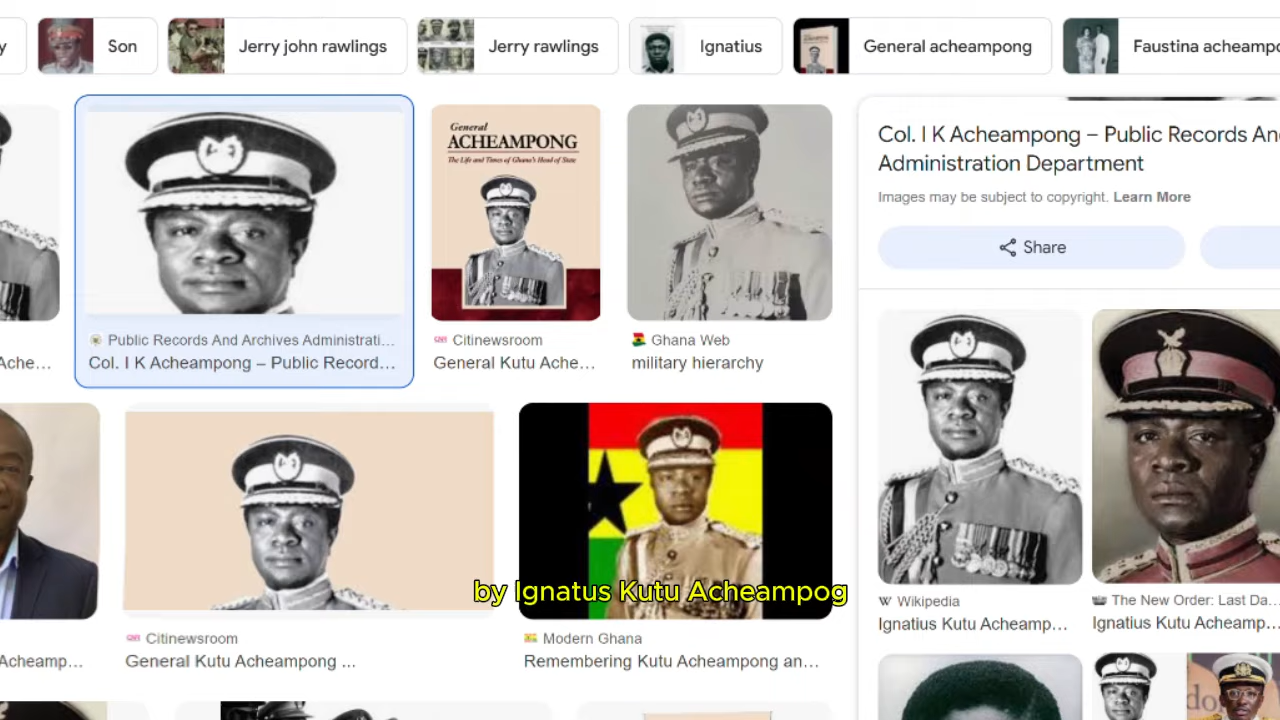 y
Son
Jerry john rawlings
Jerry rawlings
Ignatius
General acheampong
Faustina acheampo
General
ACHEAMPONG
The Life and Times of Ghana's Head of State
Public Records And Archives Administrati...
Col. I K Acheampong – Public Record...
Citinewsroom
General Kutu Ache...
Ghana Web
military hierarchy
Ache...
Col. I K Acheampong – Public Records An
Administration Department
Images may be subject to copyright. Learn More
Share
by Ignatus Kutu Acheampog
Wikipedia
Ignatius Kutu Acheamp...
The New Order: Last Da...
Ignatius Kutu Acheamp...
Acheamp...
Citinewsroom
General Kutu Acheampong ...
Modern Ghana
Remembering Kutu Acheampong an...